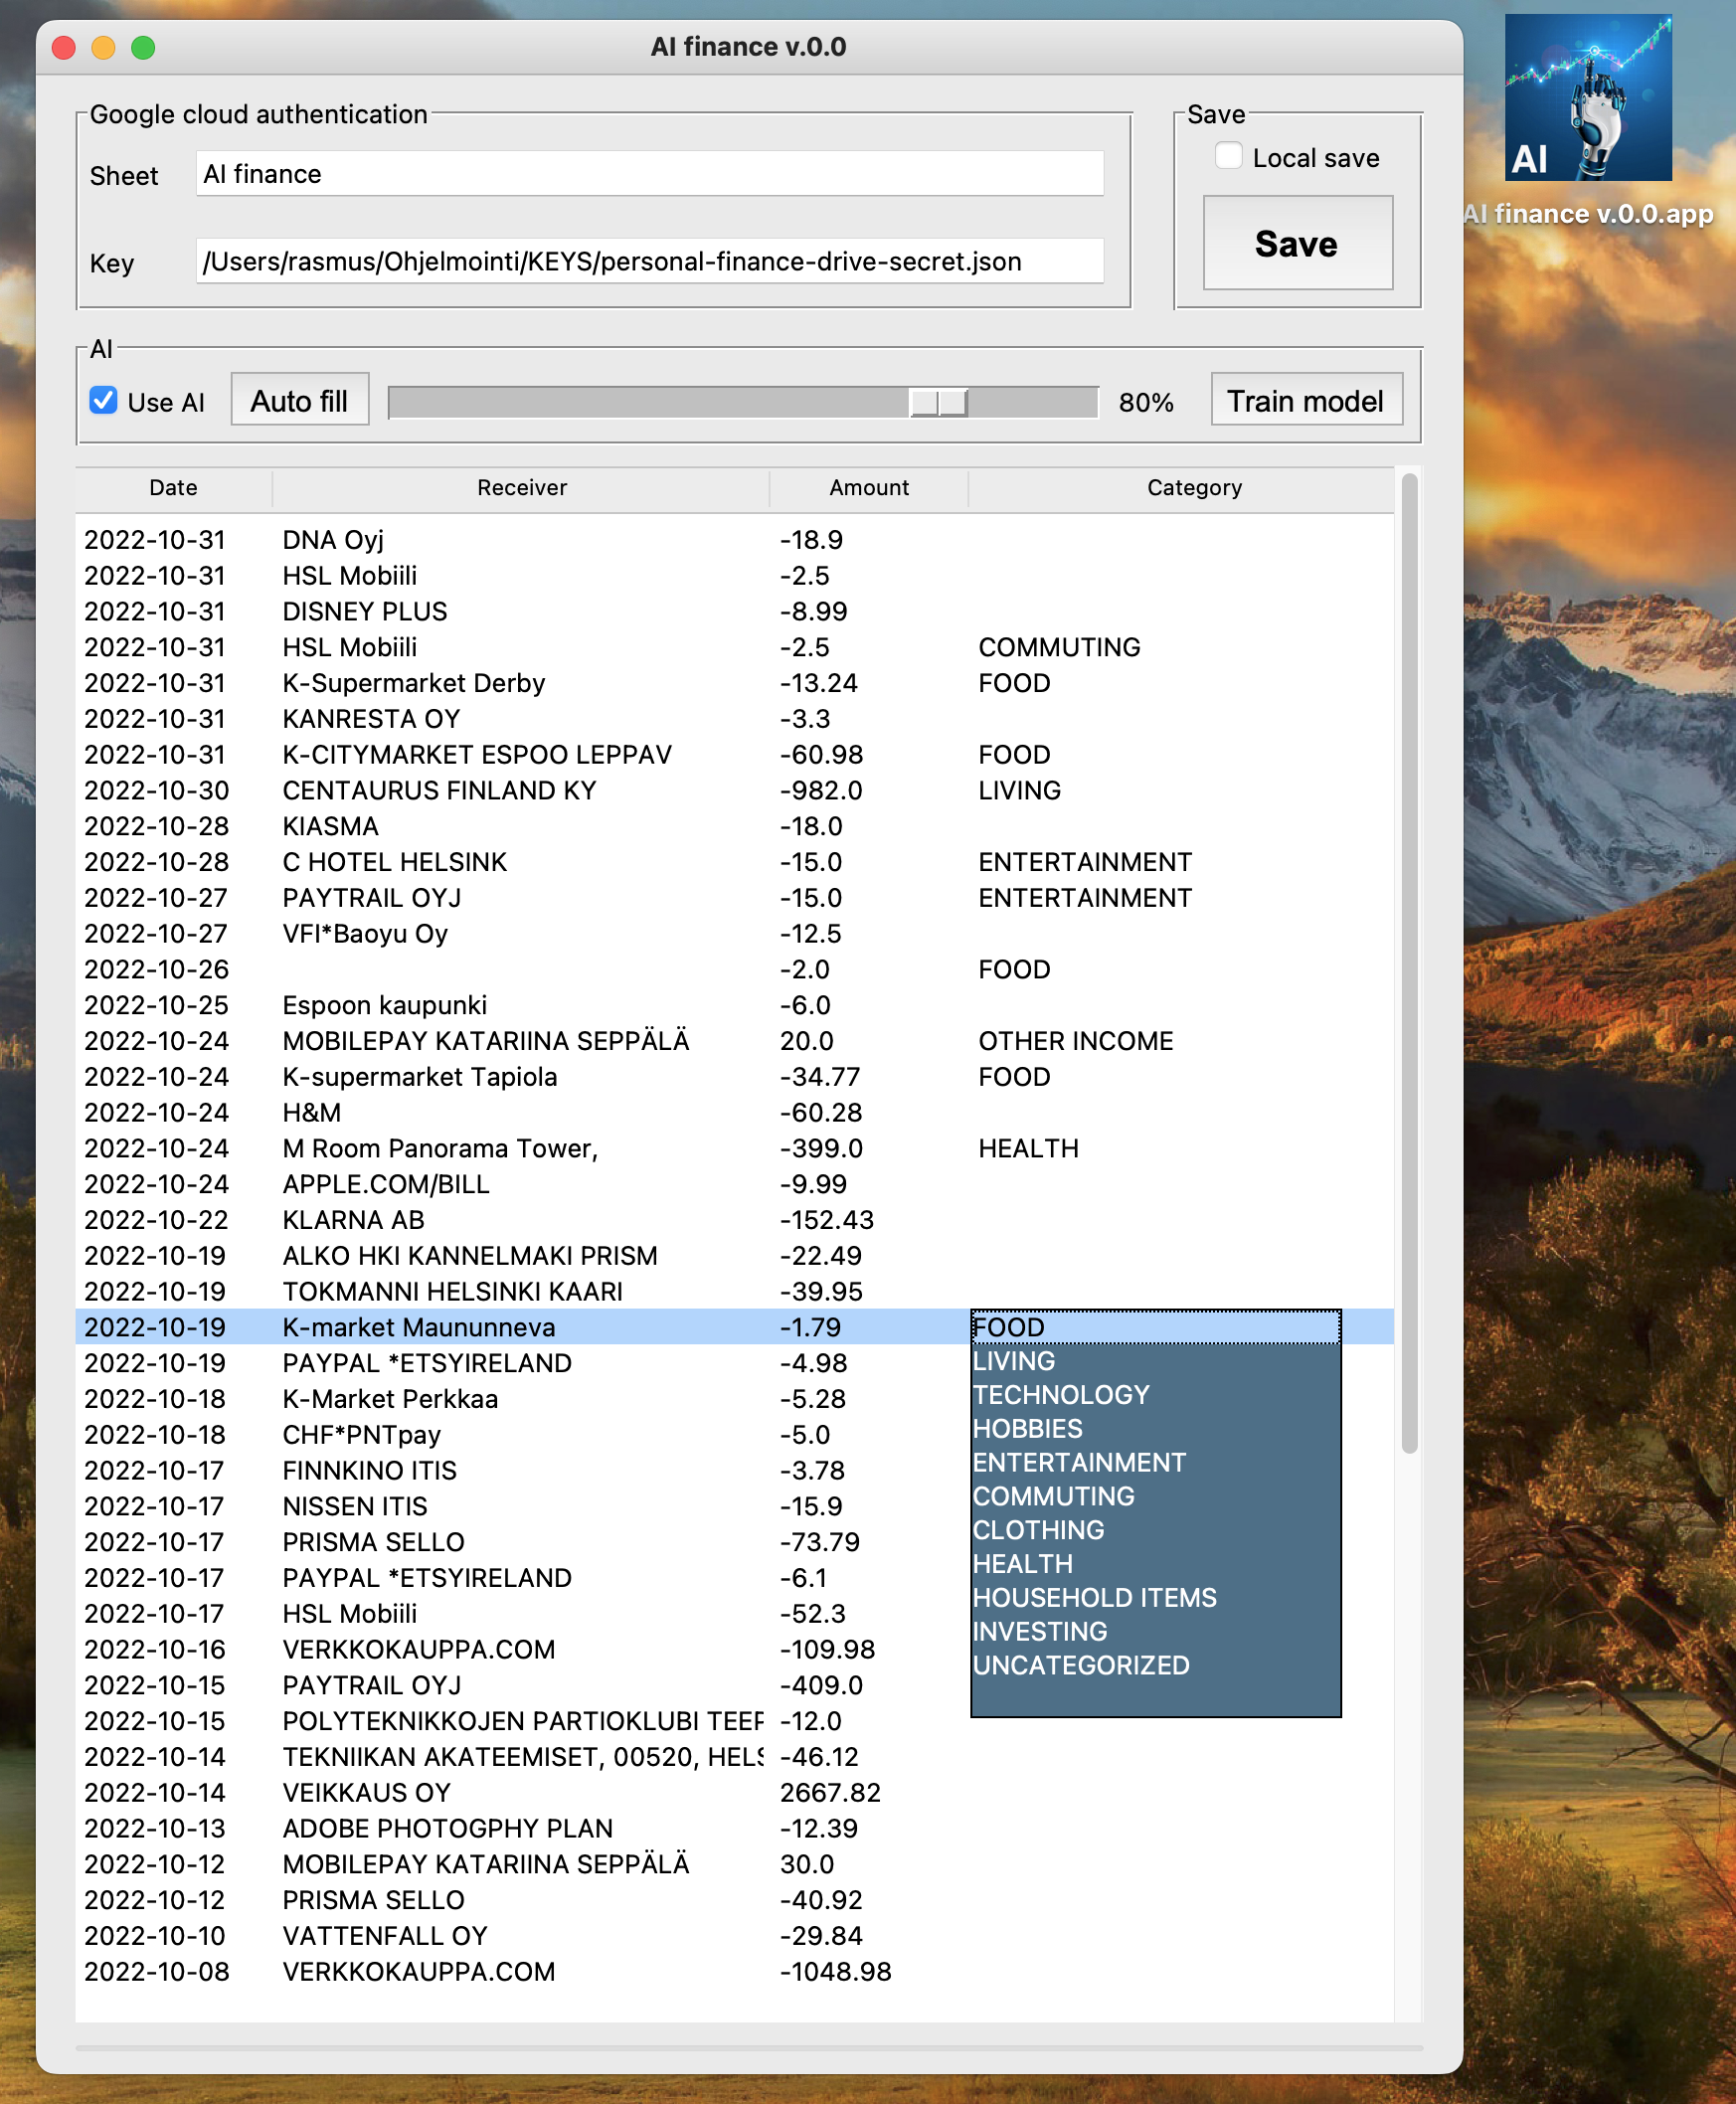 AI finance v.0.0
Google cloud authentication
Save
Sheet AI finance
Local save
Save
Key /Users/rasmus/Ohjelmointi/KEYS/personal-finance-drive-secret.json
AI
AI finance v.0.0.app
AI
Use AI Auto fill 80% Train model
Date Receiver Amount Category
2022-10-31 DNA Oyj -18.9
2022-10-31 HSL Mobiili -2.5
2022-10-31 DISNEY PLUS -8.99
2022-10-31 HSL Mobiili -2.5 COMMUTING
2022-10-31 K-Supermarket Derby -13.24 FOOD
2022-10-31 KANRESTA OY -3.3
2022-10-31 K-CITYMARKET ESPOO LEPPAV -60.98 FOOD
2022-10-30 CENTAURUS FINLAND KY -982.0 LIVING
2022-10-28 KIASMA -18.0
2022-10-28 C HOTEL HELSINK -15.0 ENTERTAINMENT
2022-10-27 PAYTRAIL OYJ -15.0 ENTERTAINMENT
2022-10-27 VFI*Baoyu Oy -12.5
2022-10-26 -2.0 FOOD
2022-10-25 Espoon kaupunki -6.0
2022-10-24 MOBILEPAY KATARIINA SEPPÄLÄ 20.0 OTHER INCOME
2022-10-24 K-supermarket Tapiola -34.77 FOOD
2022-10-24 H&M -60.28
2022-10-24 M Room Panorama Tower, -399.0 HEALTH
2022-10-24 APPLE.COM/BILL -9.99
2022-10-22 KLARNA AB -152.43
2022-10-19 ALKO HKI KANNELMAKI PRISM -22.49
2022-10-19 TOKMANNI HELSINKI KAARI -39.95
2022-10-19 K-market Maununneva -1.79 FOOD
2022-10-19 PAYPAL *ETSYIRELAND -4.98 LIVING
2022-10-18 K-Market Perkkaa -5.28 TECHNOLOGY
2022-10-18 CHF*PNTpay -5.0 HOBBIES
2022-10-17 FINNKINO ITIS -3.78 ENTERTAINMENT
2022-10-17 NISSEN ITIS -15.9 COMMUTING
2022-10-17 PRISMA SELLO -73.79 CLOTHING
2022-10-17 PAYPAL *ETSYIRELAND -6.1 HEALTH
2022-10-17 HSL Mobiili -52.3 HOUSEHOLD ITEMS
2022-10-16 VERKKOKAUPPA.COM -109.98 INVESTING
2022-10-15 PAYTRAIL OYJ -409.0 UNCATEGORIZED
2022-10-15 POLYTEKNIKKOJEN PARTIOKLUBI -12.0
2022-10-14 TEKNIIKAN AKATEEMISET, 00520, -46.12
2022-10-14 VEIKKAUS OY 2667.82
2022-10-13 ADOBE PHOTOGPHY PLAN -12.39
2022-10-12 MOBILEPAY KATARIINA SEPPÄLÄ 30.0
2022-10-12 PRISMA SELLO -40.92
2022-10-10 VATTENFALL OY -29.84
2022-10-08 VERKKOKAUPPA.COM -1048.98